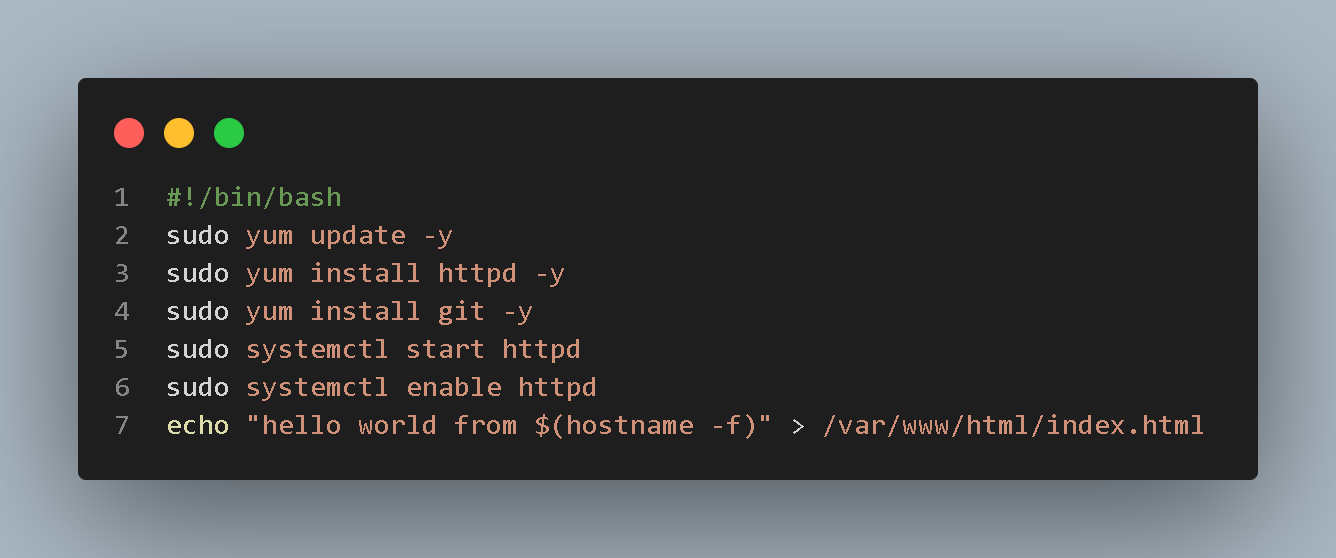 1 #!/bin/bash
2 sudo yum update -y
3 sudo yum install httpd -y
4 sudo yum install git -y
5 sudo systemctl start httpd
6 sudo systemctl enable httpd
7 echo "hello world from $(hostname -f)" > /var/www/html/index.html